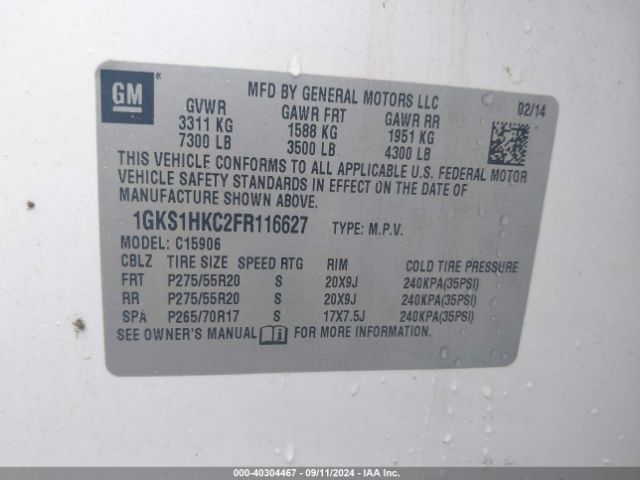 GM
MFD BY GENERAL MOTORS LLC
02/14
GVWR GAWR FRT GAWR RR
3311 KG 1588 KG 1951 KG
7300 LB 3500 LB 4300 LB
THIS VEHICLE CONFORMS TO ALL APPLICABLE U.S. FEDERAL MOTOR
VEHICLE SAFETY STANDARDS IN EFFECT ON THE DATE OF
MANUFACTURE SHOWN ABOVE.
1GKS1HKC2FR116627 TYPE: M.P.V.
MODEL: C15906
CBLZ TIRE SIZE SPEED RTG RIM COLD TIRE PRESSURE
FRT P275/55R20 S 20X9J 240KPA(35PSI)
RR P275/55R20 S 20X9J 240KPA(35PSI)
SPA P265/70R17 S 17X7.5J 240KPA(35PSI)
SEE OWNER'S MANUAL FOR MORE INFORMATION.
000-40304467 - 09/11/2024 - IAA Inc.